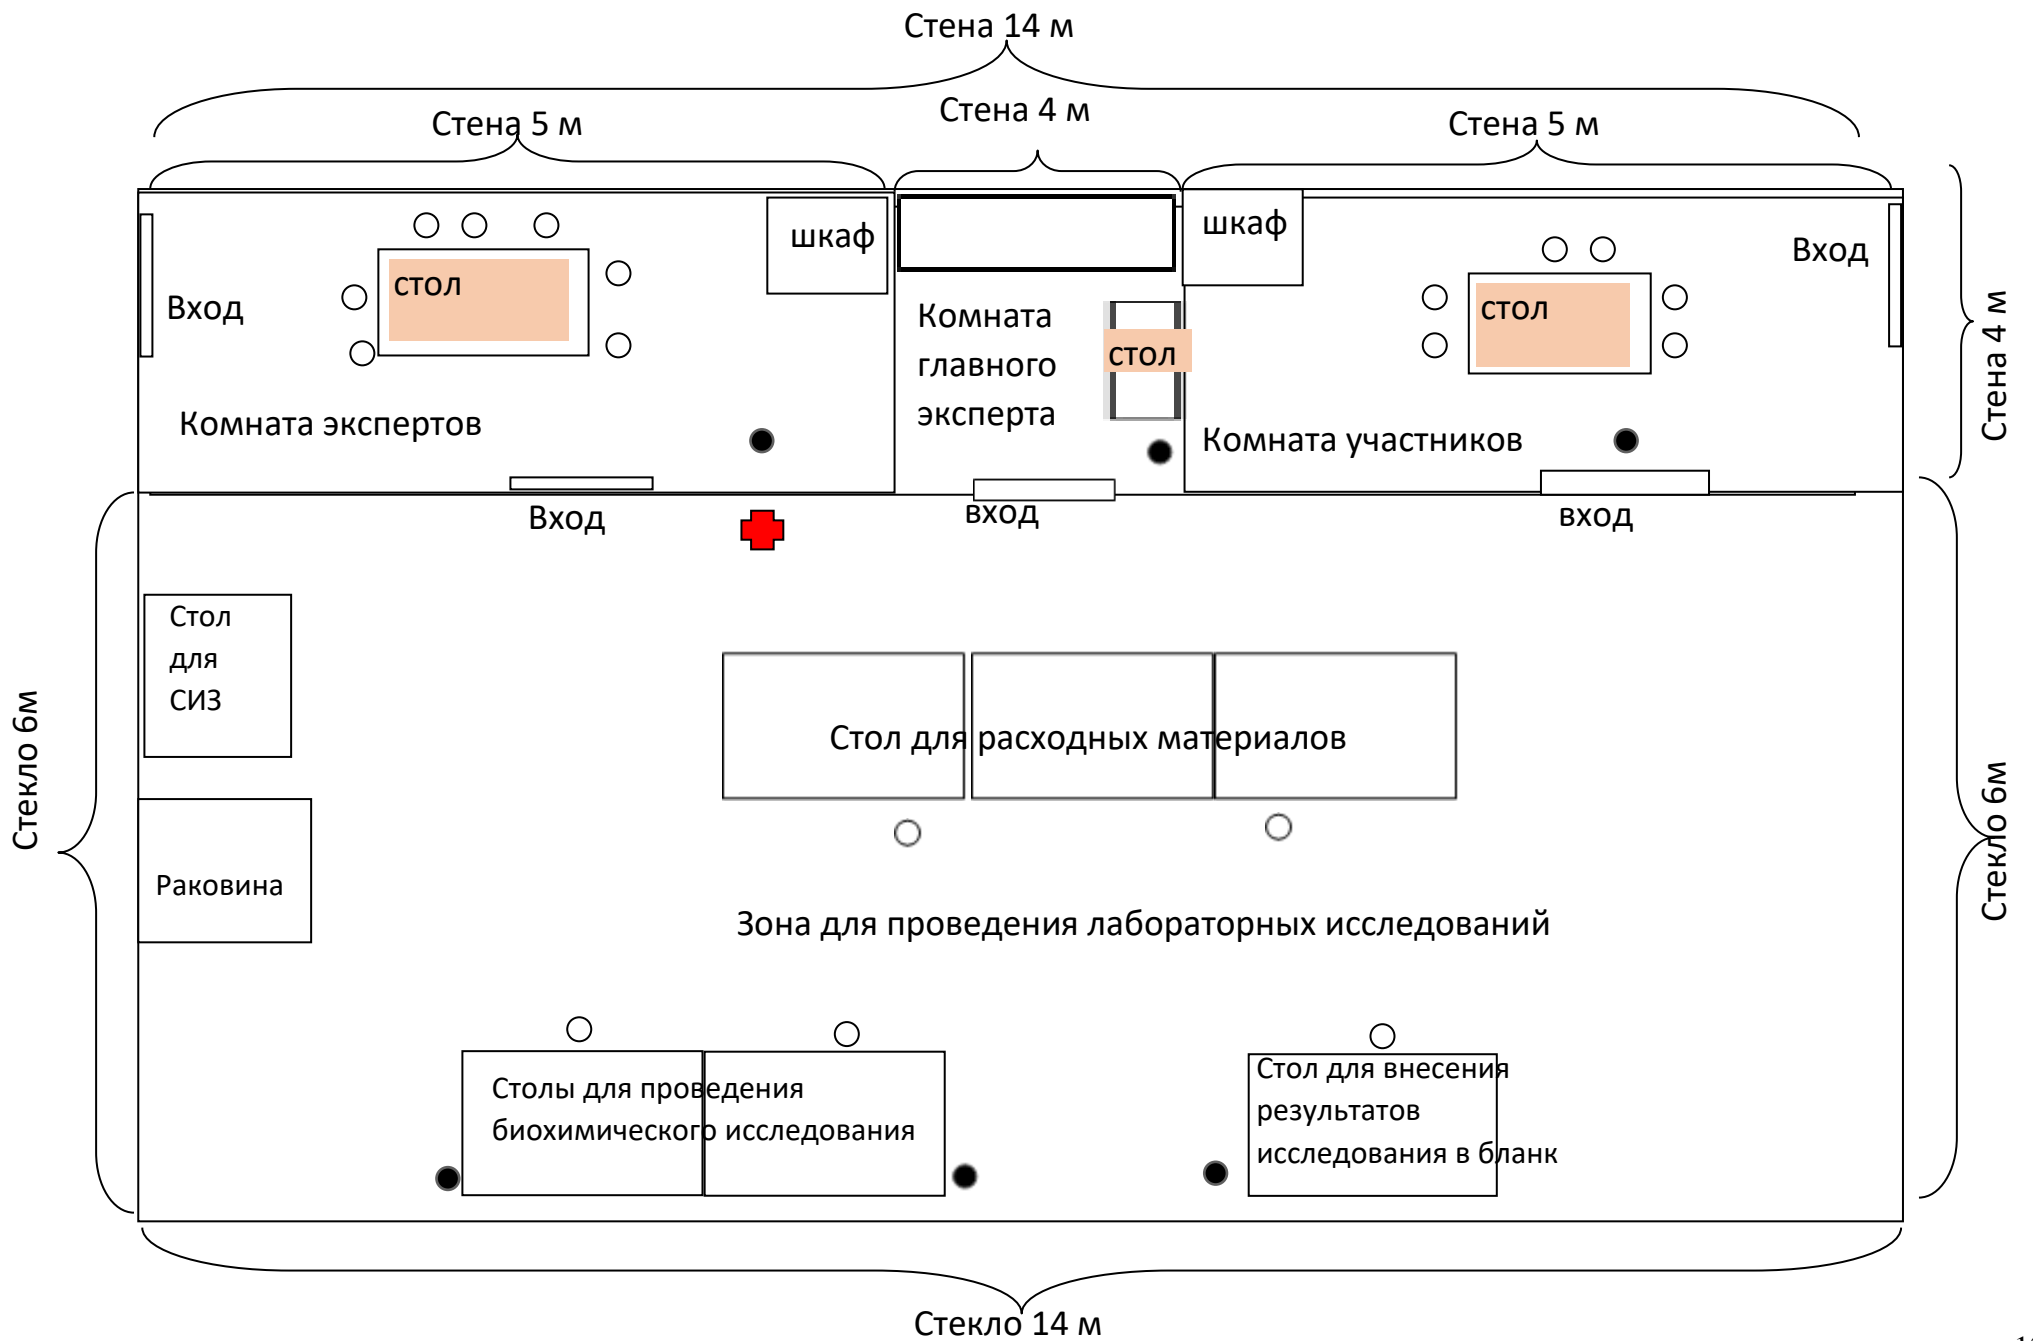 Стена 14 м
Стена 5 м
Стена 4 м
Стена 5 м
шкаф
шкаф
Вход
стол
Вход
стол
Комната
главного
эксперта
стол
Стена 4 м
Комната экспертов
Комната участников
Вход
вход
вход
Стол
для
СИЗ
Стол для расходных материалов
Стекло 6м
Стекло 6м
Раковина
Зона для проведения лабораторных исследований
Столы для проведения
биохимического исследования
Стол для внесения
результатов
исследования в бланк
Стекло 14 м